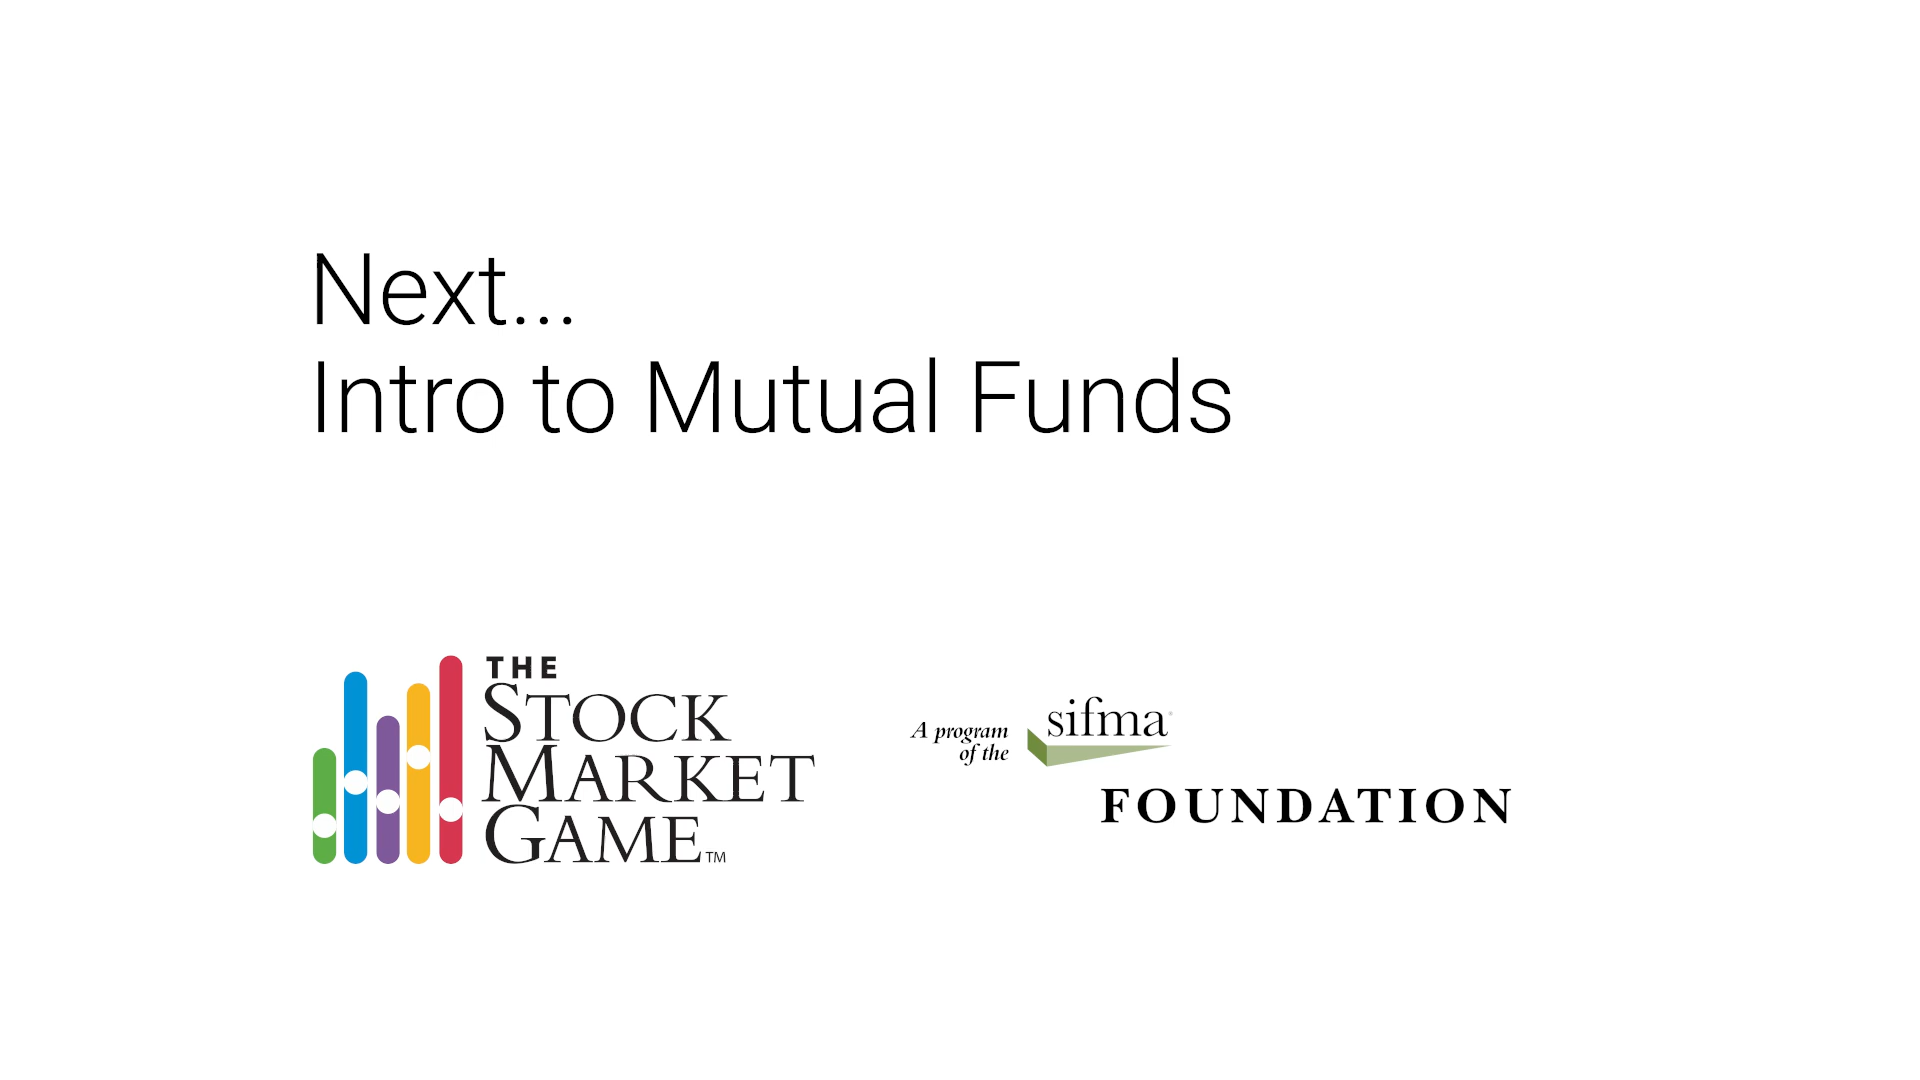 Next...
Intro to Mutual Funds
THE
STOCK
MARKET
GAME™
A program
of the
sifma®
FOUNDATION